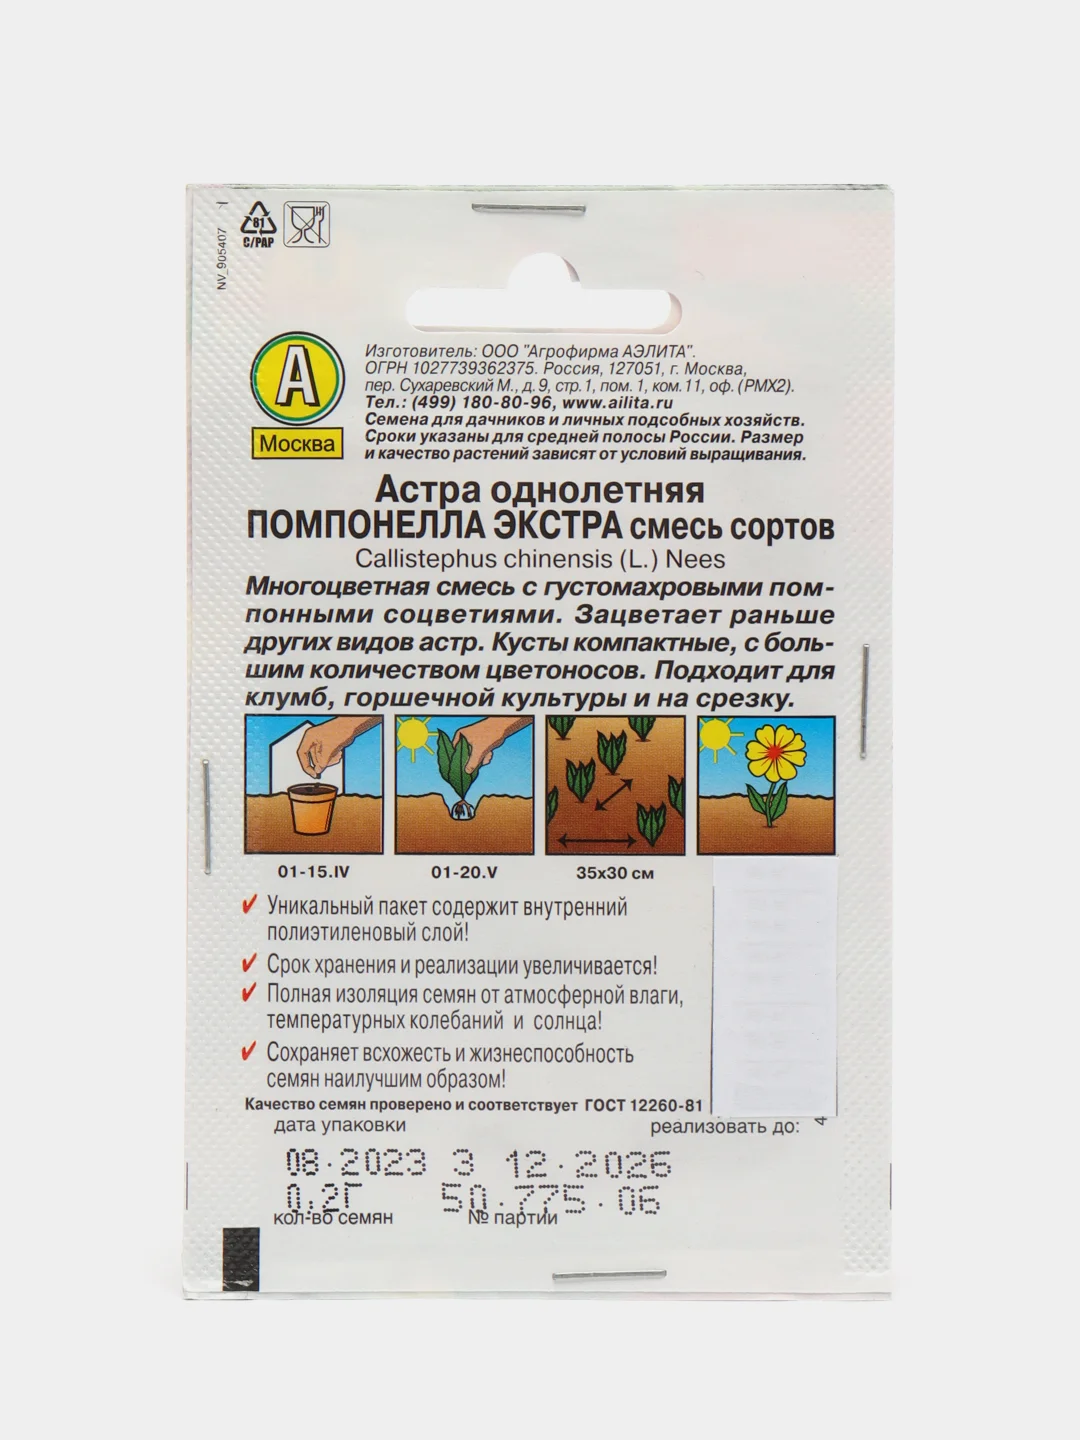 81
C/PAP
NV_905407
А
Москва
Изготовитель: ООО "Агрофирма АЭЛИТА".
ОГРН 1027739362375. Россия, 127051, г. Москва,
пер. Сухаревский М., д. 9, стр. 1, пом. 1, ком. 11, оф. (РМХ2).
Тел.: (499) 180-80-96, www.ailita.ru
Семена для дачников и личных подсобных хозяйств.
Сроки указаны для средней полосы России. Размер
и качество растений зависят от условий выращивания.
Астра однолетняя
ПОМПОНЕЛЛА ЭКСТРА смесь сортов
Callistephus chinensis (L.) Nees
Многоцветная смесь с густомахровыми пом-
понными соцветиями. Зацветает раньше
других видов астр. Кусты компактные, с боль-
шим количеством цветоносов. Подходит для
клумб, горшечной культуры и на срезку.
01-15.IV 01-20.V 35х30 см
Уникальный пакет содержит внутренний
полиэтиленовый слой!
Срок хранения и реализации увеличивается!
Полная изоляция семян от атмосферной влаги,
температурных колебаний и солнца!
Сохраняет всхожесть и жизнеспособность
семян наилучшим образом!
Качество семян проверено и соответствует ГОСТ 12260-81
дата упаковки реализовать до: 4
08.2023 3 12.2026
0.2Г 50.775.06
кол-во семян № партии